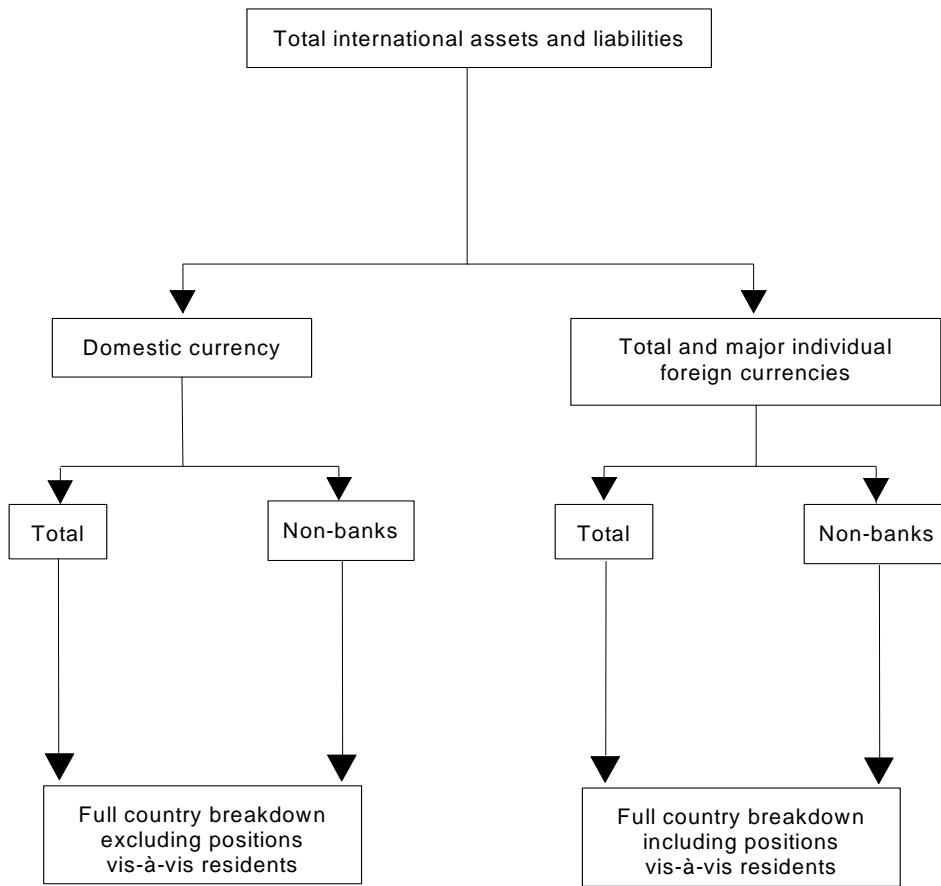 Total international assets and liabilities
Domestic currency
Total and major individual
foreign currencies
Total
Non-banks
Total
Non-banks
Full country breakdown
excluding positions
vis-à-vis residents
Full country breakdown
including positions
vis-à-vis residents